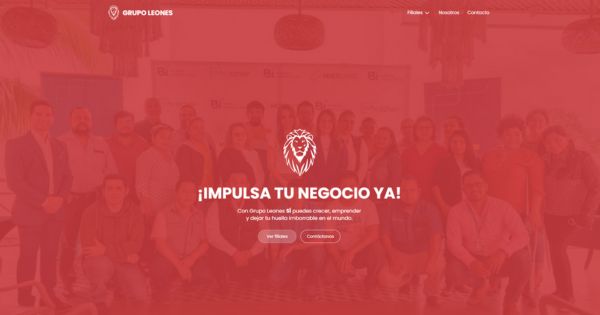 GRUPO LEONES
Filiales
Nosotros
Contacto
¡IMPULSA TU NEGOCIO YA!
Con Grupo Leones SÍ puedes crecer, emprender
y dejar tu huella imborrable en el mundo.
Ver filiales
Contáctanos